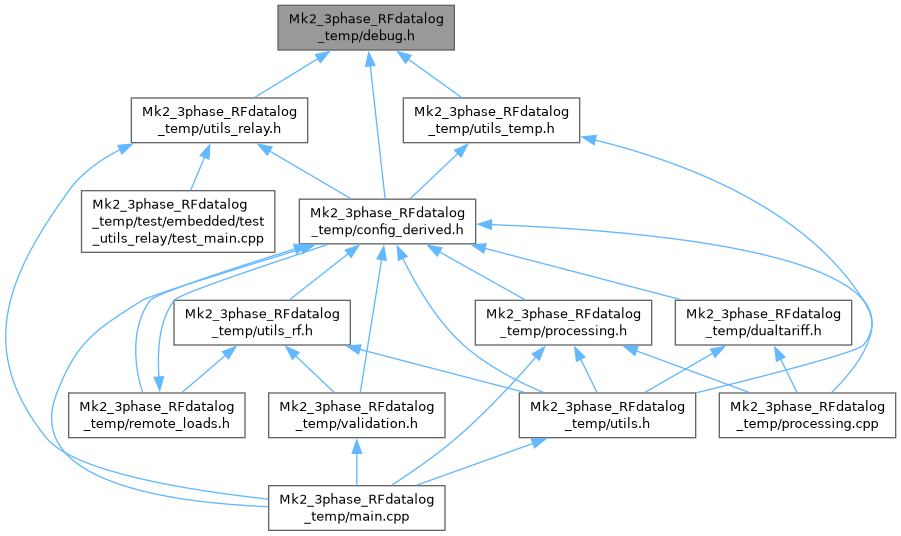 Mk2_3phase_RFdatalog
_temp/debug.h
Mk2_3phase_RFdatalog
_temp/utils_relay.h
Mk2_3phase_RFdatalog
_temp/utils_temp.h
Mk2_3phase_RFdatalog
_temp/test/embedded/test
_utils_relay/test_main.cpp
Mk2_3phase_RFdatalog
_temp/config_derived.h
Mk2_3phase_RFdatalog
_temp/utils_rf.h
Mk2_3phase_RFdatalog
_temp/processing.h
Mk2_3phase_RFdatalog
_temp/dualtariff.h
Mk2_3phase_RFdatalog
_temp/remote_loads.h
Mk2_3phase_RFdatalog
_temp/validation.h
Mk2_3phase_RFdatalog
_temp/utils.h
Mk2_3phase_RFdatalog
_temp/processing.cpp
Mk2_3phase_RFdatalog
_temp/main.cpp